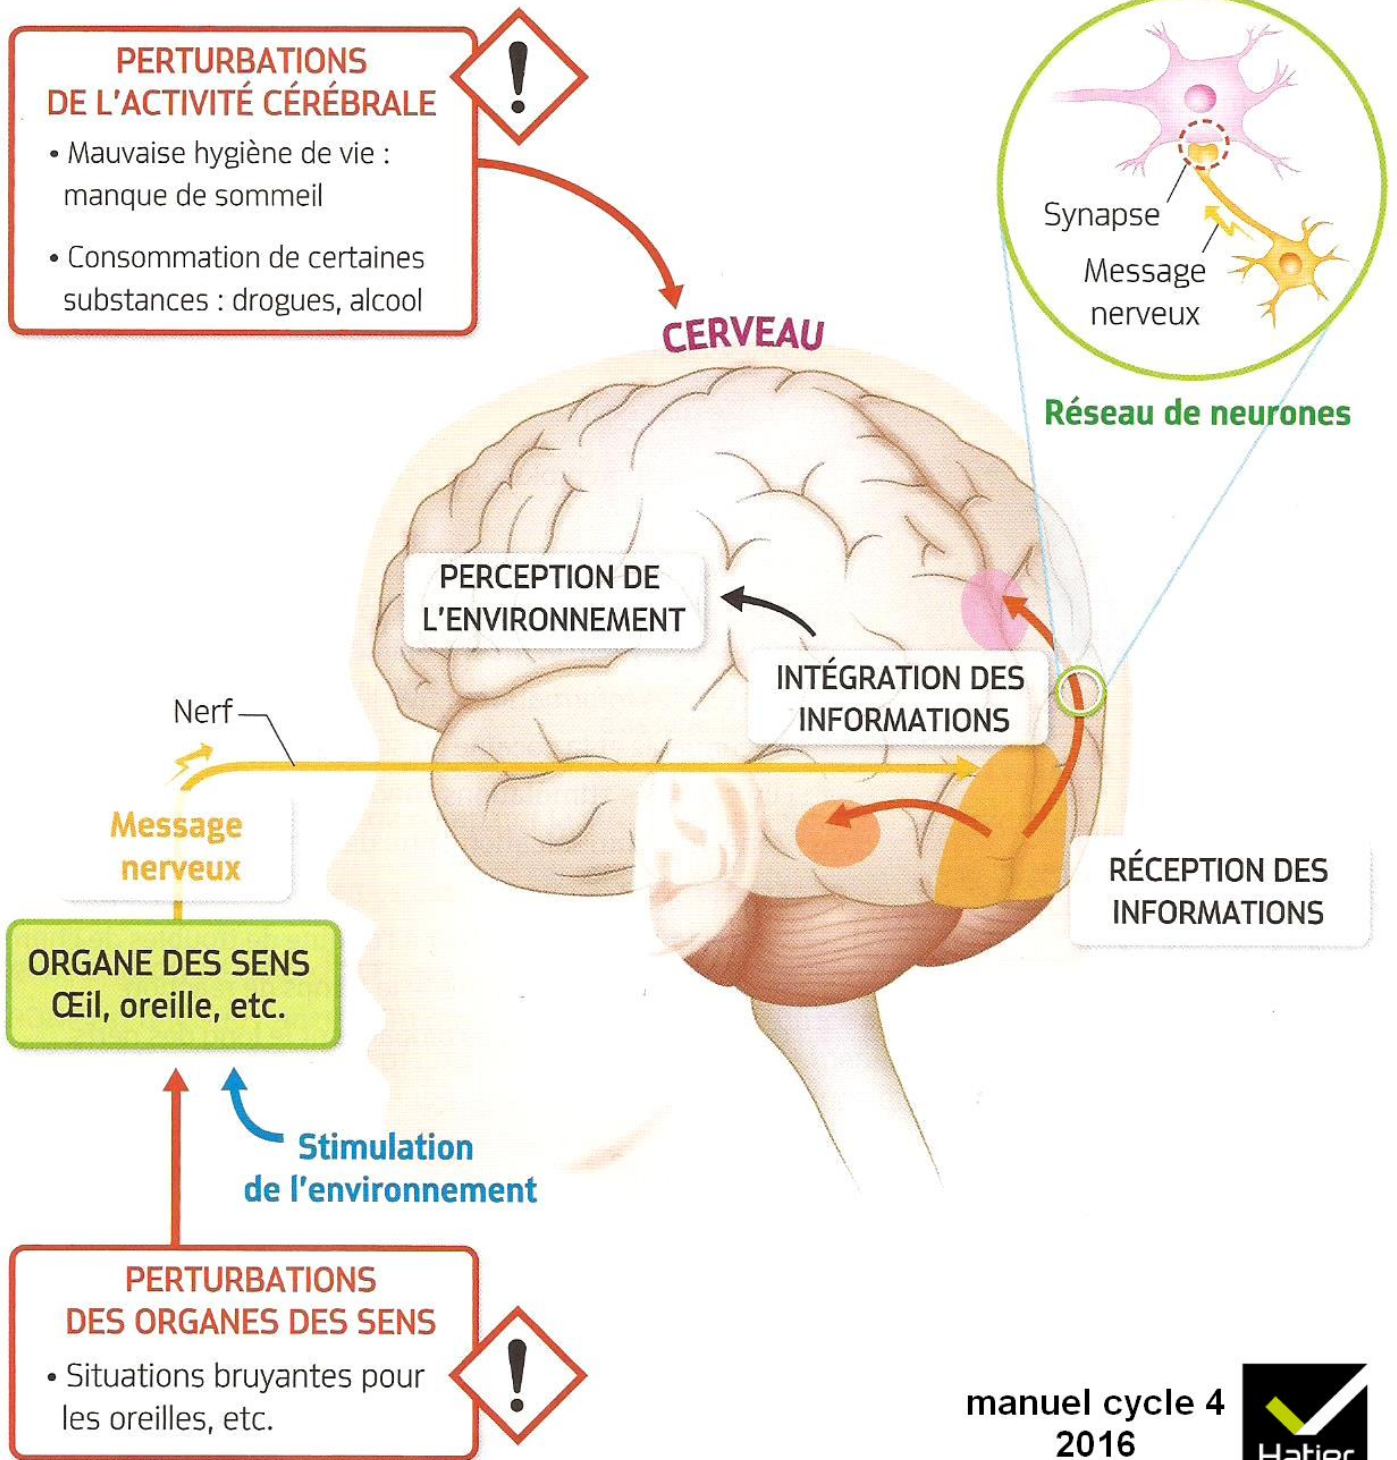 PERTURBATIONS
DE L'ACTIVITÉ CÉRÉBRALE
• Mauvaise hygiène de vie :
manque de sommeil
• Consommation de certaines
substances : drogues, alcool
!
CERVEAU
Synapse
Message
nerveux
Réseau de neurones
PERCEPTION DE
L'ENVIRONNEMENT
INTÉGRATION DES
INFORMATIONS
Nerf
Message
nerveux
RÉCEPTION DES
INFORMATIONS
ORGANE DES SENS
Œil, oreille, etc.
Stimulation
de l'environnement
PERTURBATIONS
DES ORGANES DES SENS
• Situations bruyantes pour
les oreilles, etc.
!
manuel cycle 4
2016
Hatier